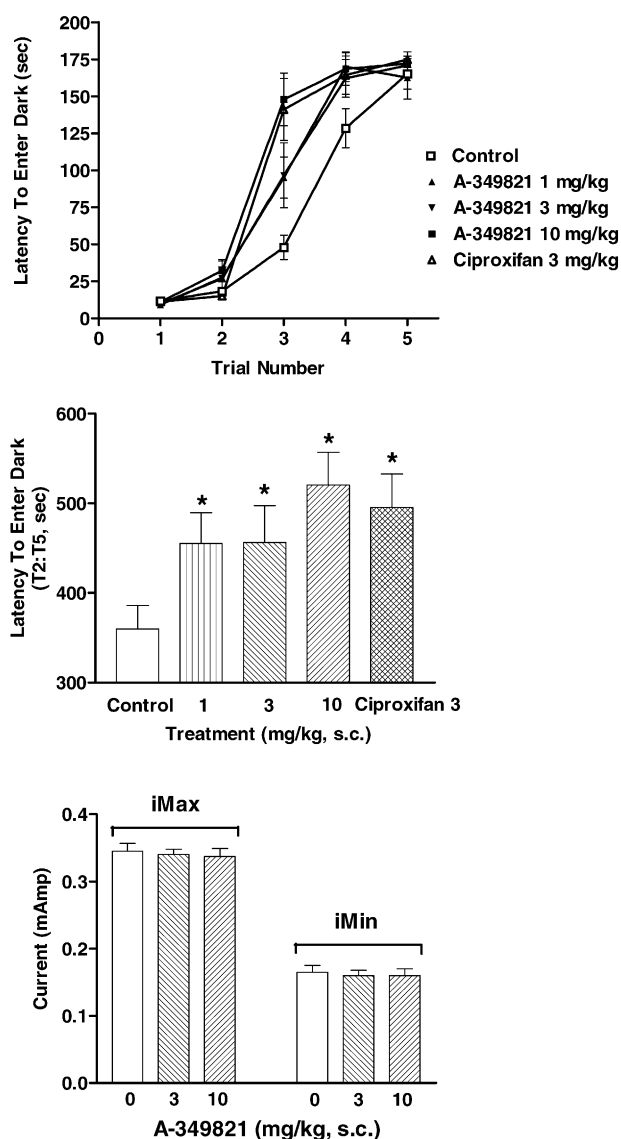 200
175
150
125
100
75
50
25
0
Latency To Enter Dark (sec)
0 1 2 3 4 5
Trial Number
Control
A-349821 1 mg/kg
A-349821 3 mg/kg
A-349821 10 mg/kg
Ciproxifan 3 mg/kg
600
500
400
300
Latency To Enter Dark
(T2:T5, sec)
* * * *
Control 1 3 10 Ciproxifan 3
Treatment (mg/kg, s.c.)
0.4
0.3
0.2
0.1
0.0
Current (mAmp)
iMax
iMin
0 3 10 0 3 10
A-349821 (mg/kg, s.c.)